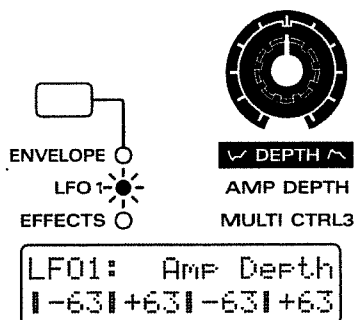 ENVELOPE
LFO 1
EFFECTS
DEPTH
AMP DEPTH
MULTI CTRL3
LFO1: Amp Depth
-63 +63 -63 +63